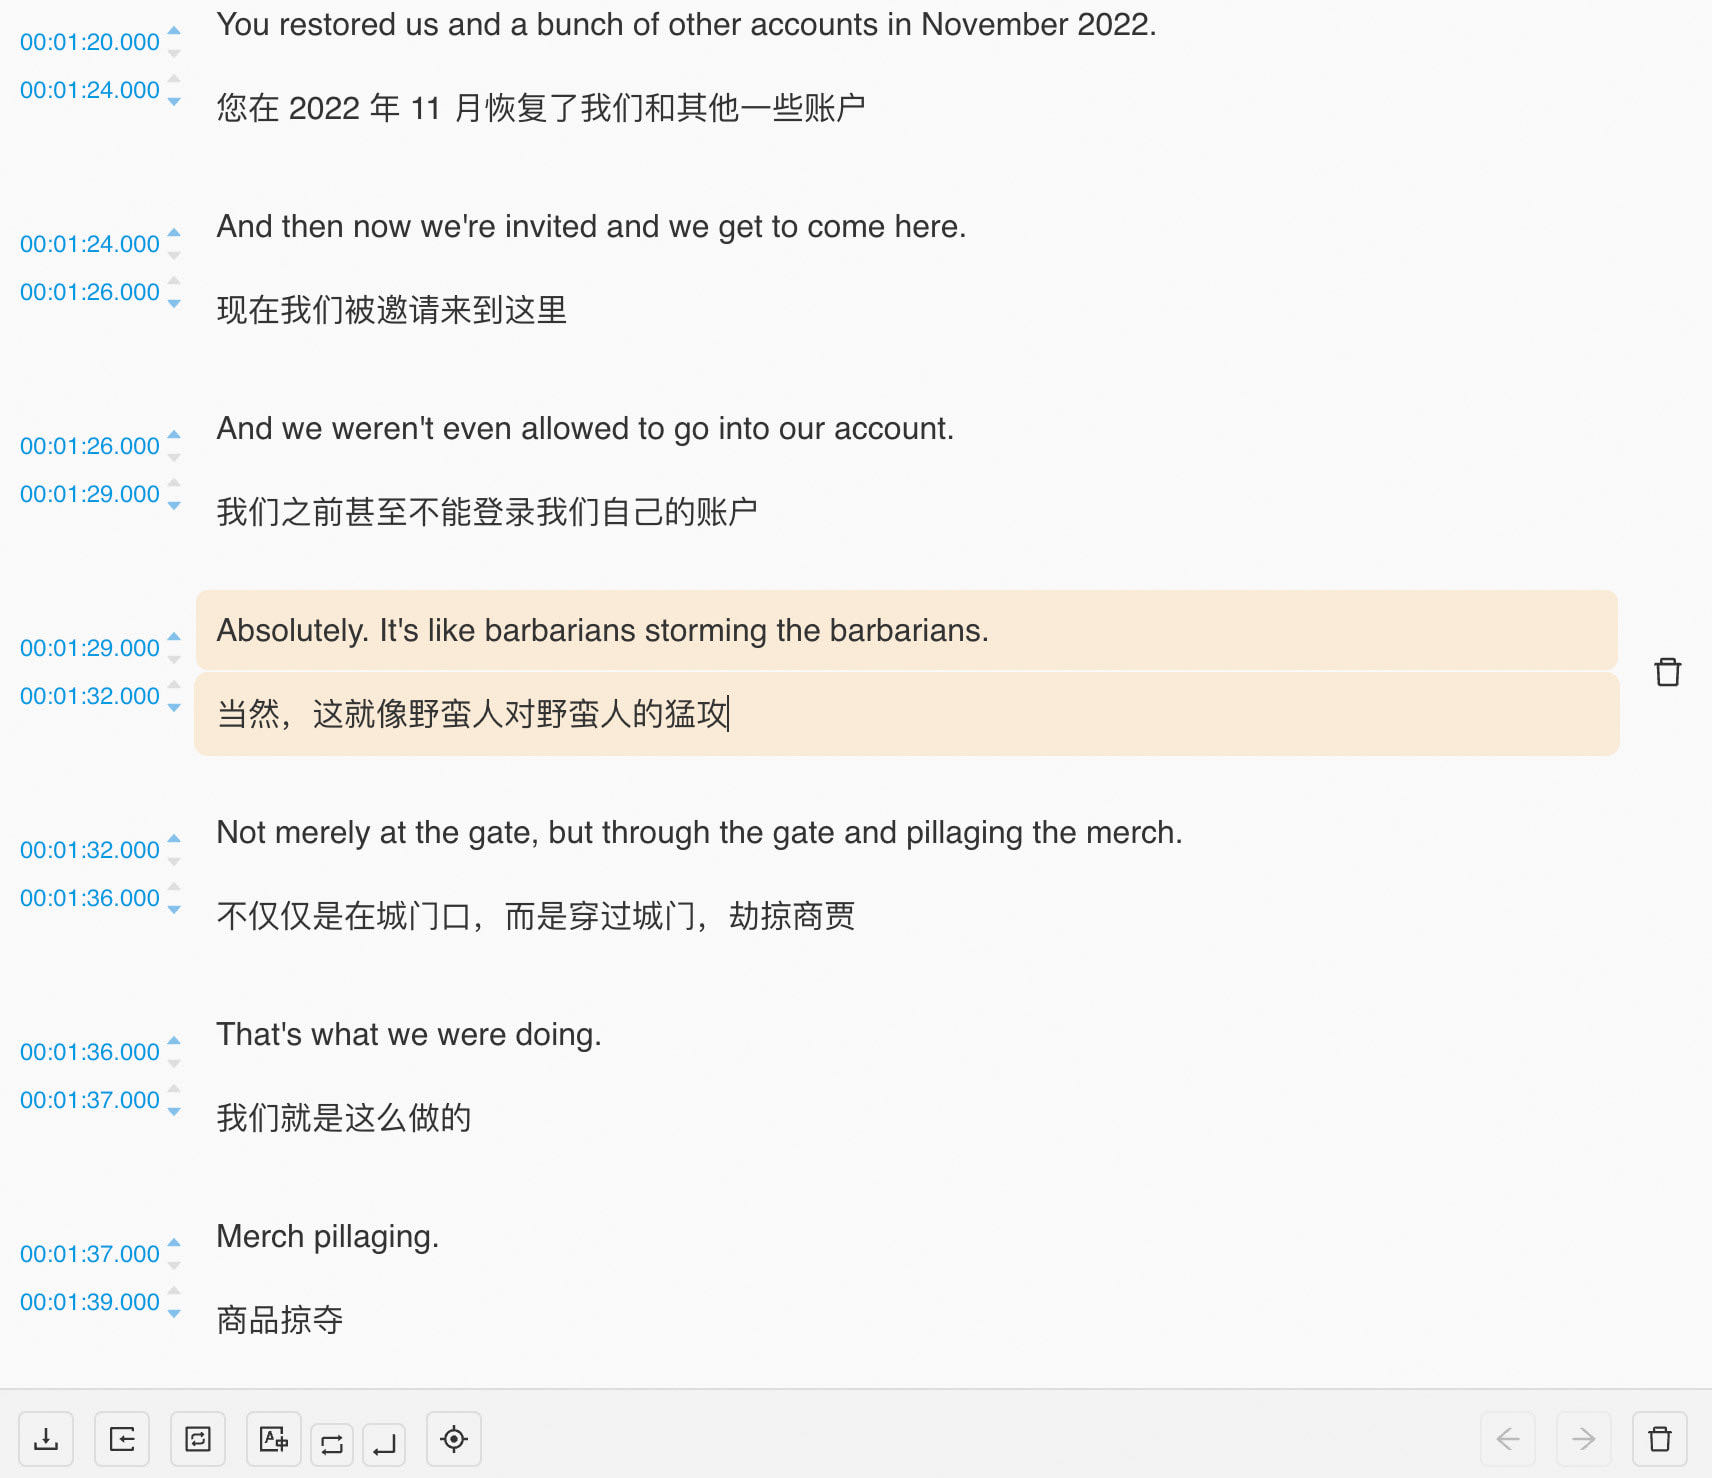 You restored us and a bunch of other accounts in November 2022.
00:01:20.000
00:01:24.000
您在 2022 年 11 月恢复了我们和其他一些账户
And then now we're invited and we get to come here.
00:01:24.000
00:01:26.000
现在我们被邀请来到这里
And we weren't even allowed to go into our account.
00:01:26.000
00:01:29.000
我们之前甚至不能登录我们自己的账户
Absolutely. It's like barbarians storming the barbarians.
00:01:29.000
00:01:32.000
当然，这就像野蛮人对野蛮人的猛攻
Not merely at the gate, but through the gate and pillaging the merch.
00:01:32.000
00:01:36.000
不仅仅是在城门口，而是穿过城门，劫掠商贾
That's what we were doing.
00:01:36.000
00:01:37.000
我们就是这么做的
Merch pillaging.
00:01:37.000
00:01:39.000
商品掠夺